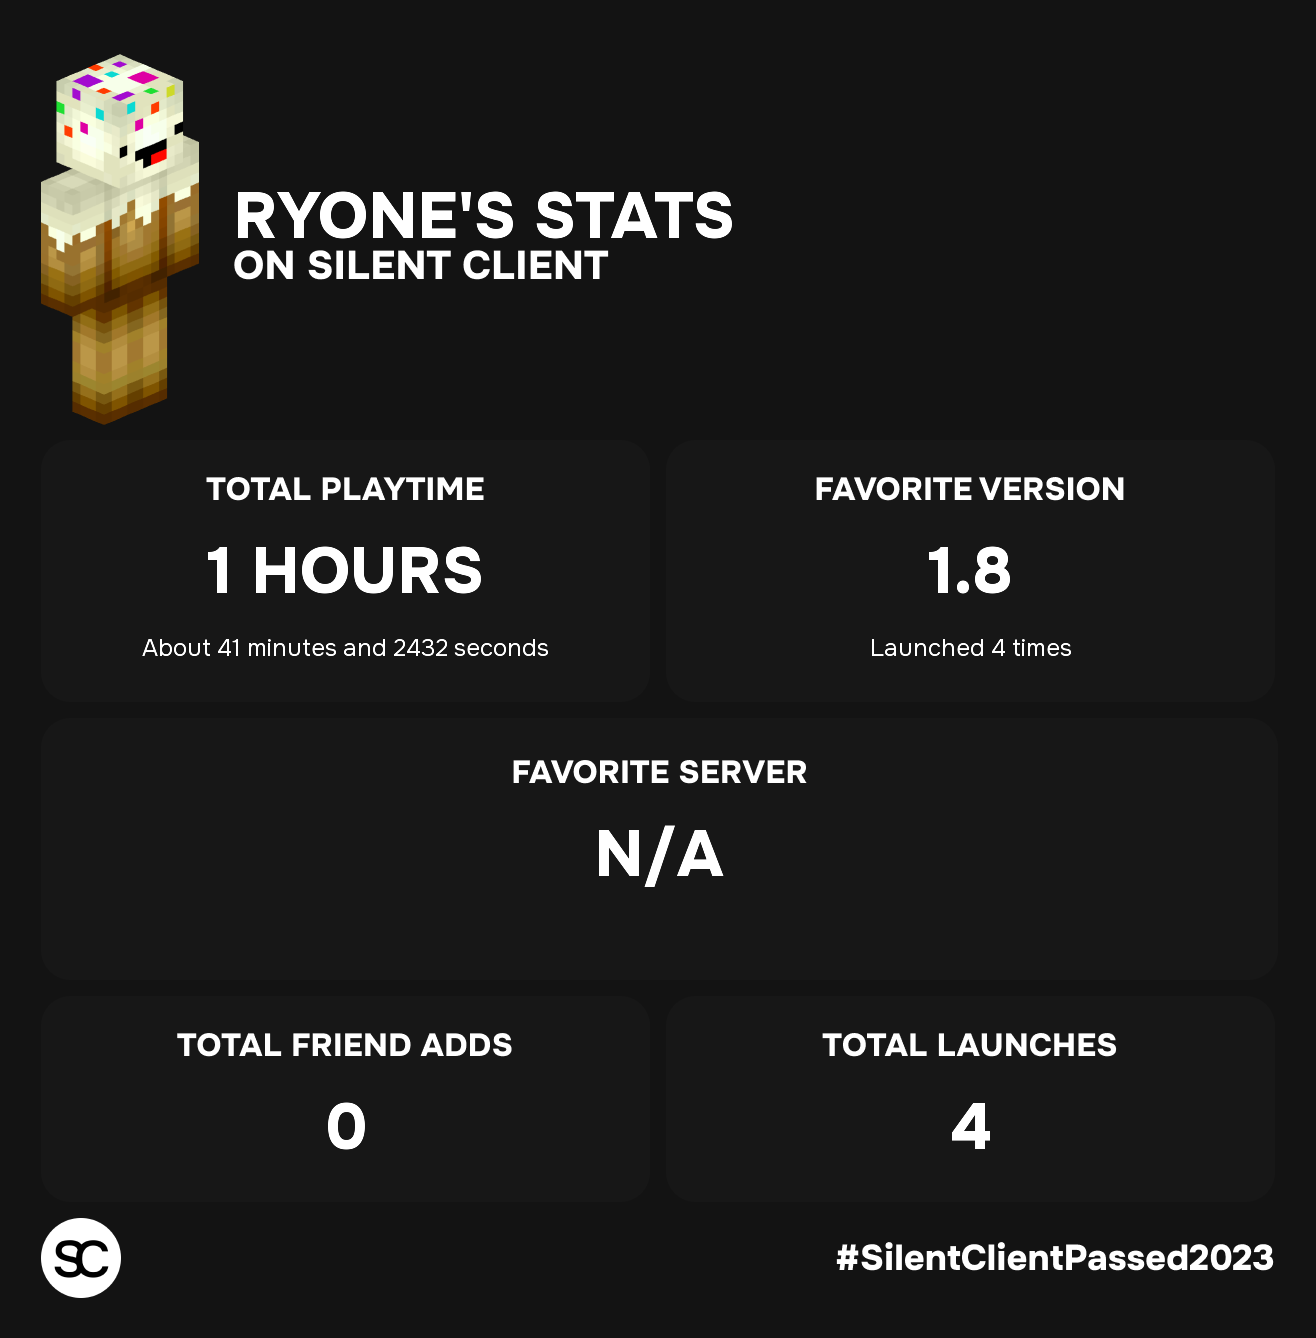 RYONE'S STATS
ON SILENT CLIENT
TOTAL PLAYTIME
1 HOURS
About 41 minutes and 2432 seconds
FAVORITE VERSION
1.8
Launched 4 times
FAVORITE SERVER
N/A
TOTAL FRIEND ADDS
0
TOTAL LAUNCHES
4
SC
#SilentClientPassed2023